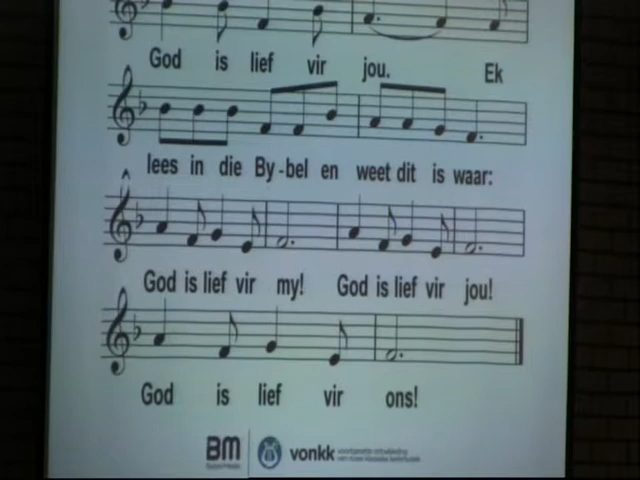 God is lief vir jou. Ek
lees in die By-bel en weet dit is waar:
God is lief vir my! God is lief vir jou!
God is lief vir ons!
BM
vonkk